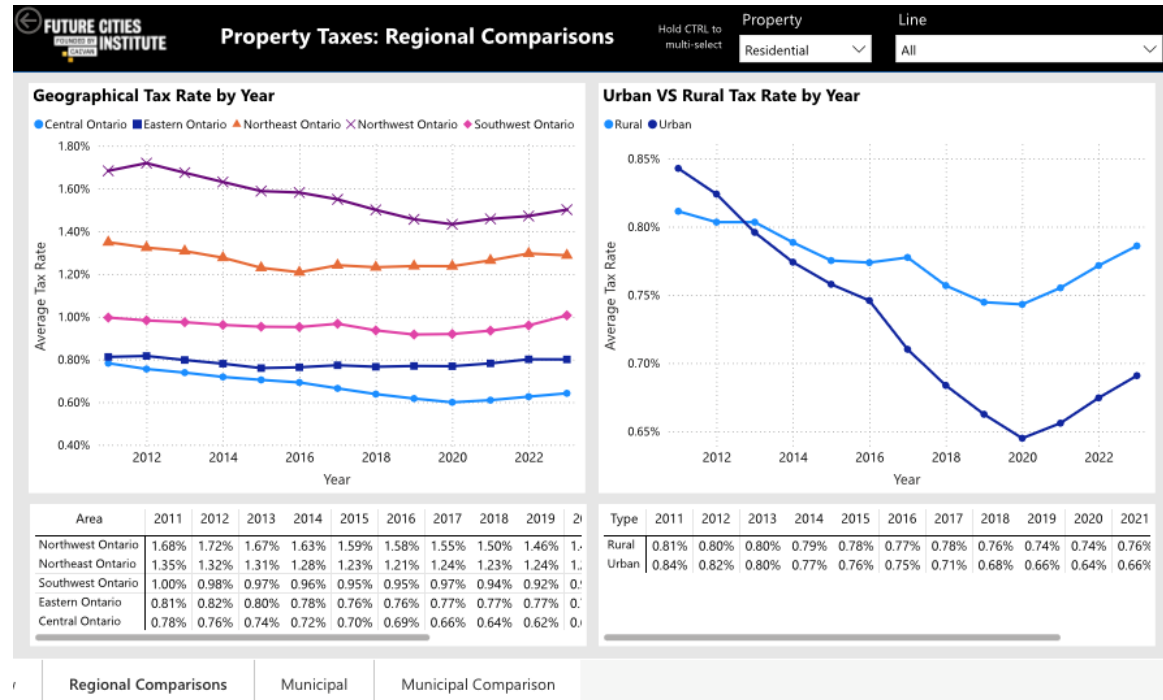 FUTURE CITIES
FOUNDED BY INSTITUTE
CAIVAN
Property Taxes: Regional Comparisons
Hold CTRL to
multi-select
Property
Residential
Line
All
Geographical Tax Rate by Year
Central Ontario Eastern Ontario Northeast Ontario Northwest Ontario Southwest Ontario
1.80%
1.60%
1.40%
1.20%
1.00%
0.80%
0.60%
0.40%
Average Tax Rate
2012 2014 2016 2018 2020 2022
Year
Urban VS Rural Tax Rate by Year
Rural Urban
0.85%
0.80%
0.75%
0.70%
0.65%
Average Tax Rate
2012 2014 2016 2018 2020 2022
Year
Area 2011 2012 2013 2014 2015 2016 2017 2018 2019
Northwest Ontario 1.68% 1.72% 1.67% 1.63% 1.59% 1.58% 1.55% 1.50% 1.46%
Northeast Ontario 1.35% 1.32% 1.31% 1.28% 1.23% 1.21% 1.24% 1.23% 1.24%
Southwest Ontario 1.00% 0.98% 0.97% 0.96% 0.95% 0.95% 0.97% 0.94% 0.92%
Eastern Ontario 0.81% 0.82% 0.80% 0.78% 0.76% 0.76% 0.77% 0.77% 0.77%
Central Ontario 0.78% 0.76% 0.74% 0.72% 0.70% 0.69% 0.66% 0.64% 0.62%
Type 2011 2012 2013 2014 2015 2016 2017 2018 2019 2020 2021
Rural 0.81% 0.80% 0.80% 0.79% 0.78% 0.77% 0.78% 0.76% 0.74% 0.74% 0.76%
Urban 0.84% 0.82% 0.80% 0.77% 0.76% 0.75% 0.71% 0.68% 0.66% 0.64% 0.66%
Regional Comparisons
Municipal
Municipal Comparison